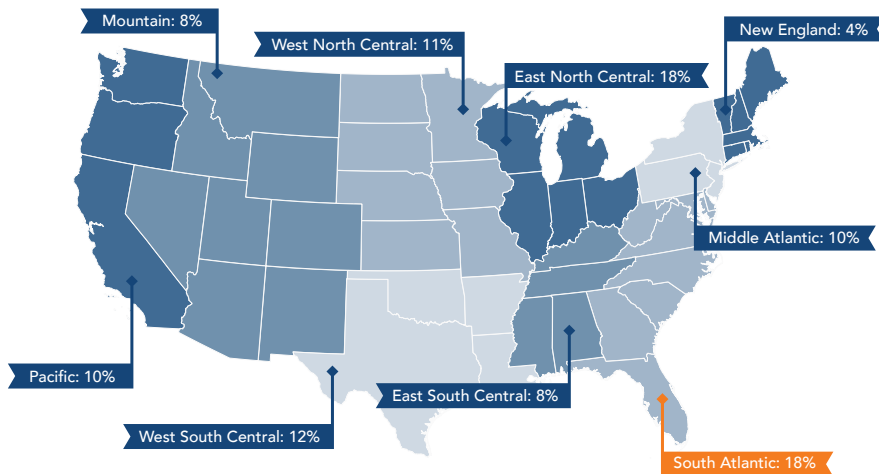 Mountain: 8%
New England: 4%
West North Central: 11%
East North Central: 18%
Middle Atlantic: 10%
Pacific: 10%
East South Central: 8%
West South Central: 12%
South Atlantic: 18%